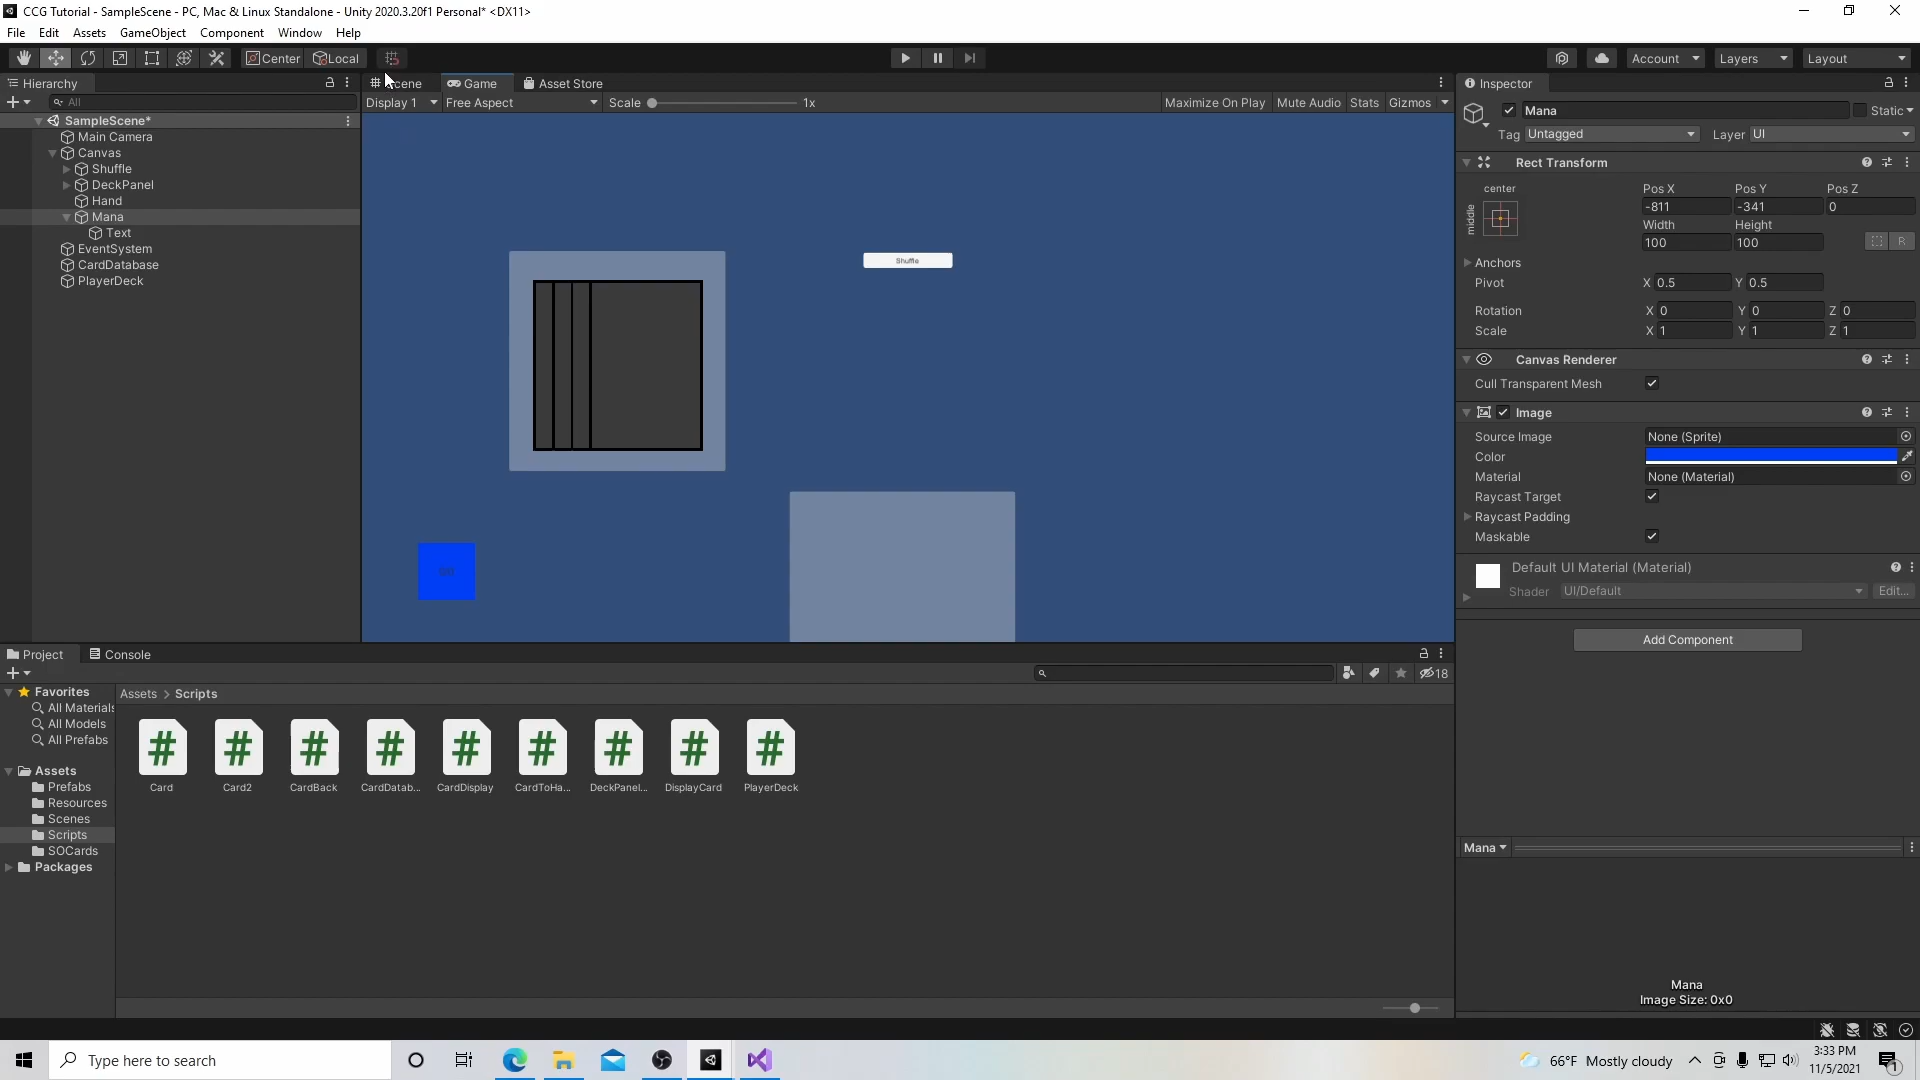 CCG Tutorial - SampleScene - PC, Mac & Linux Standalone - Unity 2020.3.20f1 Personal* <DX11>
File Edit Assets GameObject Component Window Help
Center Local Account Layers Layout
Hierarchy
All
SampleScene*
Main Camera
Canvas
Shuffle
DeckPanel
Hand
Mana
Text
EventSystem
CardDatabase
PlayerDeck
Game Asset Store
Display 1 Free Aspect Scale 1x Maximize On Play Mute Audio Stats Gizmos
Shuffle
Inspector
Mana Static
Tag Untagged Layer UI
Rect Transform
center
middle
Pos X Pos Y Pos Z
-811 -341 0
Width Height
100 100
R
Anchors
Pivot X 0.5 Y 0.5
Rotation X 0 Y 0 Z 0
Scale X 1 Y 1 Z 1
Canvas Renderer
Cull Transparent Mesh
Image
Source Image None (Sprite)
Color
Material None (Material)
Raycast Target
Raycast Padding
Maskable
Default UI Material (Material)
Shader UI/Default Edit...
Add Component
Mana
Mana
Image Size: 0x0
Project Console
18
Favorites
All Materials
All Models
All Prefabs
Assets
Prefabs
Resources
Scenes
Scripts
SOCards
Packages
Assets > Scripts
Card Card2 CardBack CardDatab... CardDisplay CardToHa... DeckPanel... DisplayCard PlayerDeck
Type here to search
66°F Mostly cloudy
3:33 PM
11/5/2021
1